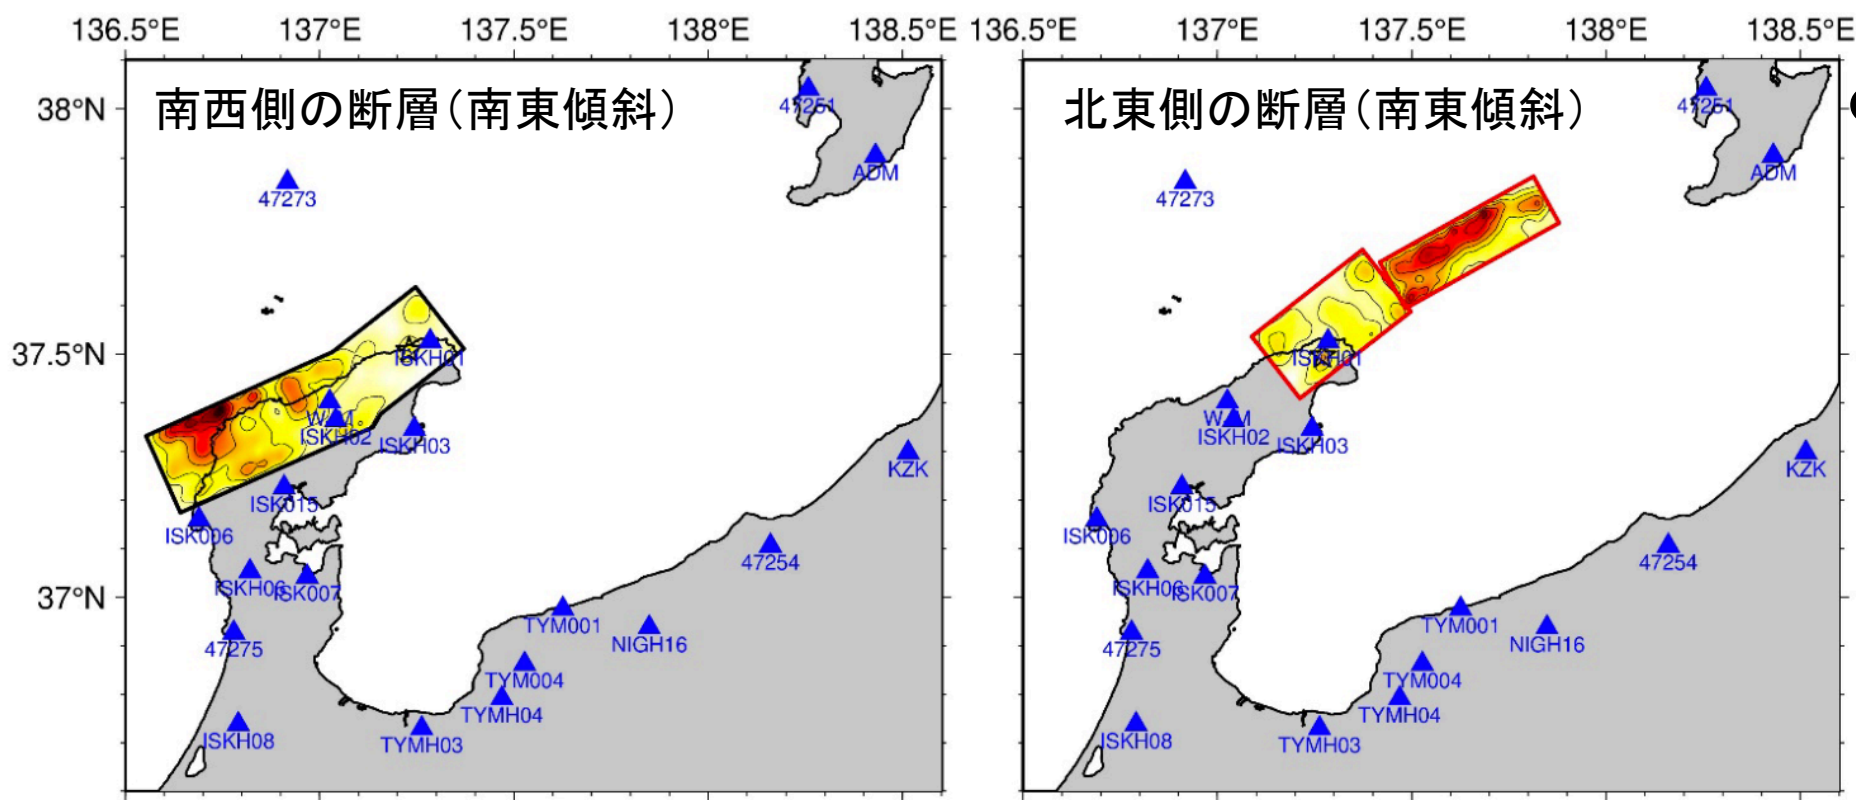 136.5°E 137°E 137.5°E 138°E 138.5°E
136.5°E 137°E 137.5°E 138°E 138.5°E
38°N
37.5°N
37°N
南西側の断層(南東傾斜)
47251
ADM
47273
ISKH01
ISKH02
ISKH03
KZK
ISK015
ISK006
47254
ISKH06
ISK007
TYM001
47275
NIGH16
TYM004
TYMH04
ISKH08
TYMH03
北東側の断層(南東傾斜)
47251
ADM
47273
ISKH01
ISKH02
ISKH03
KZK
ISK015
ISK006
47254
ISKH06
ISK007
TYM001
47275
NIGH16
TYM004
TYMH04
ISKH08
TYMH03